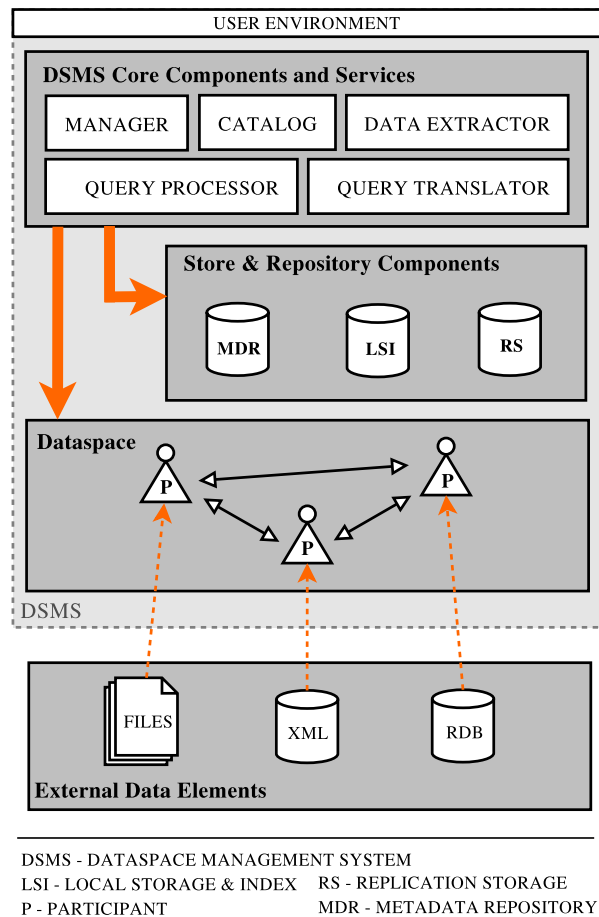 USER ENVIRONMENT
DSMS Core Components and Services
MANAGER
CATALOG
DATA EXTRACTOR
QUERY PROCESSOR
QUERY TRANSLATOR
Store & Repository Components
MDR
LSI
RS
Dataspace
P
P
P
DSMS
FILES
XML
RDB
External Data Elements
DSMS - DATASPACE MANAGEMENT SYSTEM
LSI - LOCAL STORAGE & INDEX
RS - REPLICATION STORAGE
P - PARTICIPANT
MDR - METADATA REPOSITORY